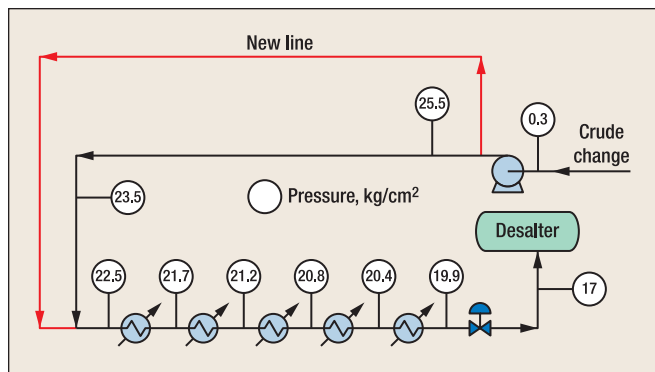 New line
25.5
0.3
Crude
change
23.5
Pressure, kg/cm²
Desalter
22.5
21.7
21.2
20.8
20.4
19.9
17